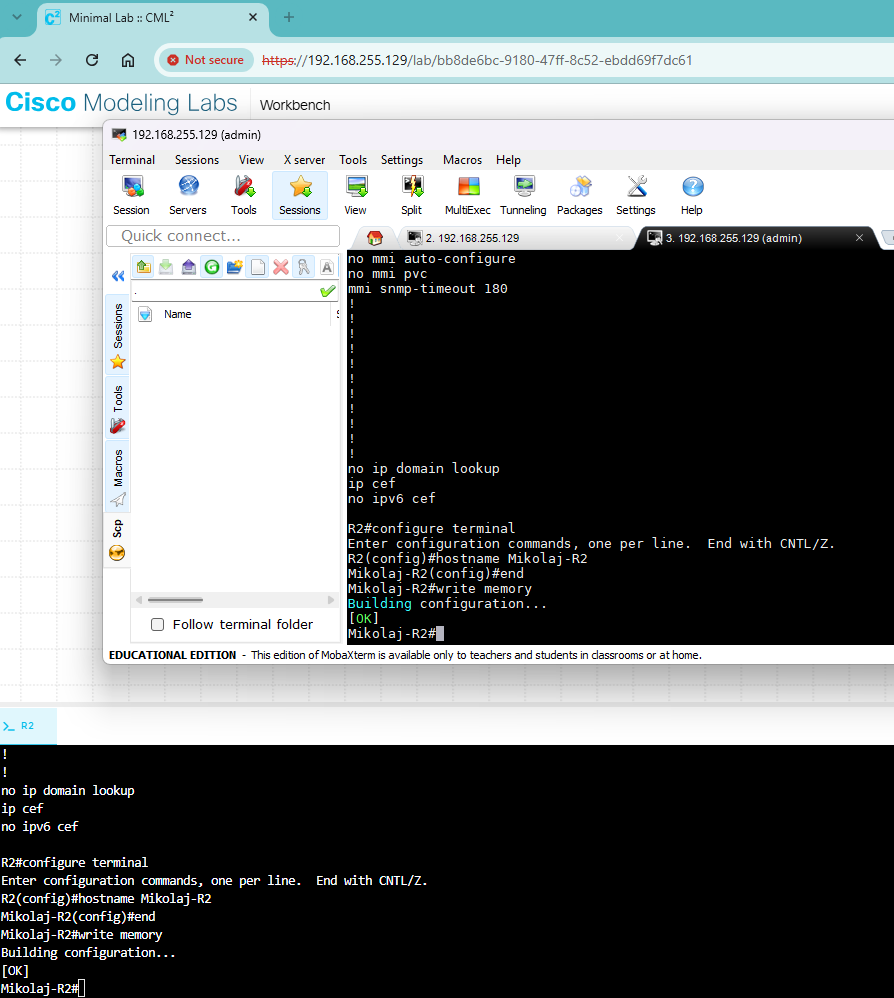 Minimal Lab :: CML²
Not secure https://192.168.255.129/lab/bb8de6bc-9180-47ff-8c52-ebdd69f7dc61
Cisco Modeling Labs Workbench
192.168.255.129 (admin)
Terminal Sessions View X server Tools Settings Macros Help
Session Servers Tools Sessions View Split MultiExec Tunneling Packages Settings Help
Quick connect...
2. 192.168.255.129
3. 192.168.255.129 (admin)
.
Name
Sessions
Tools
Macros
Scp
Follow terminal folder
no mmi auto-configure
no mmi pvc
mmi snmp-timeout 180
!
!
!
!
!
!
!
!
!
!
!
no ip domain lookup
ip cef
no ipv6 cef
R2#configure terminal
Enter configuration commands, one per line.  End with CNTL/Z.
R2(config)#hostname Mikolaj-R2
Mikolaj-R2(config)#end
Mikolaj-R2#write memory
Building configuration...
[OK]
Mikolaj-R2#
EDUCATIONAL EDITION - This edition of MobaXterm is available only to teachers and students in classrooms or at home.
>_ R2
!
!
no ip domain lookup
ip cef
no ipv6 cef
R2#configure terminal
Enter configuration commands, one per line.  End with CNTL/Z.
R2(config)#hostname Mikolaj-R2
Mikolaj-R2(config)#end
Mikolaj-R2#write memory
Building configuration...
[OK]
Mikolaj-R2#